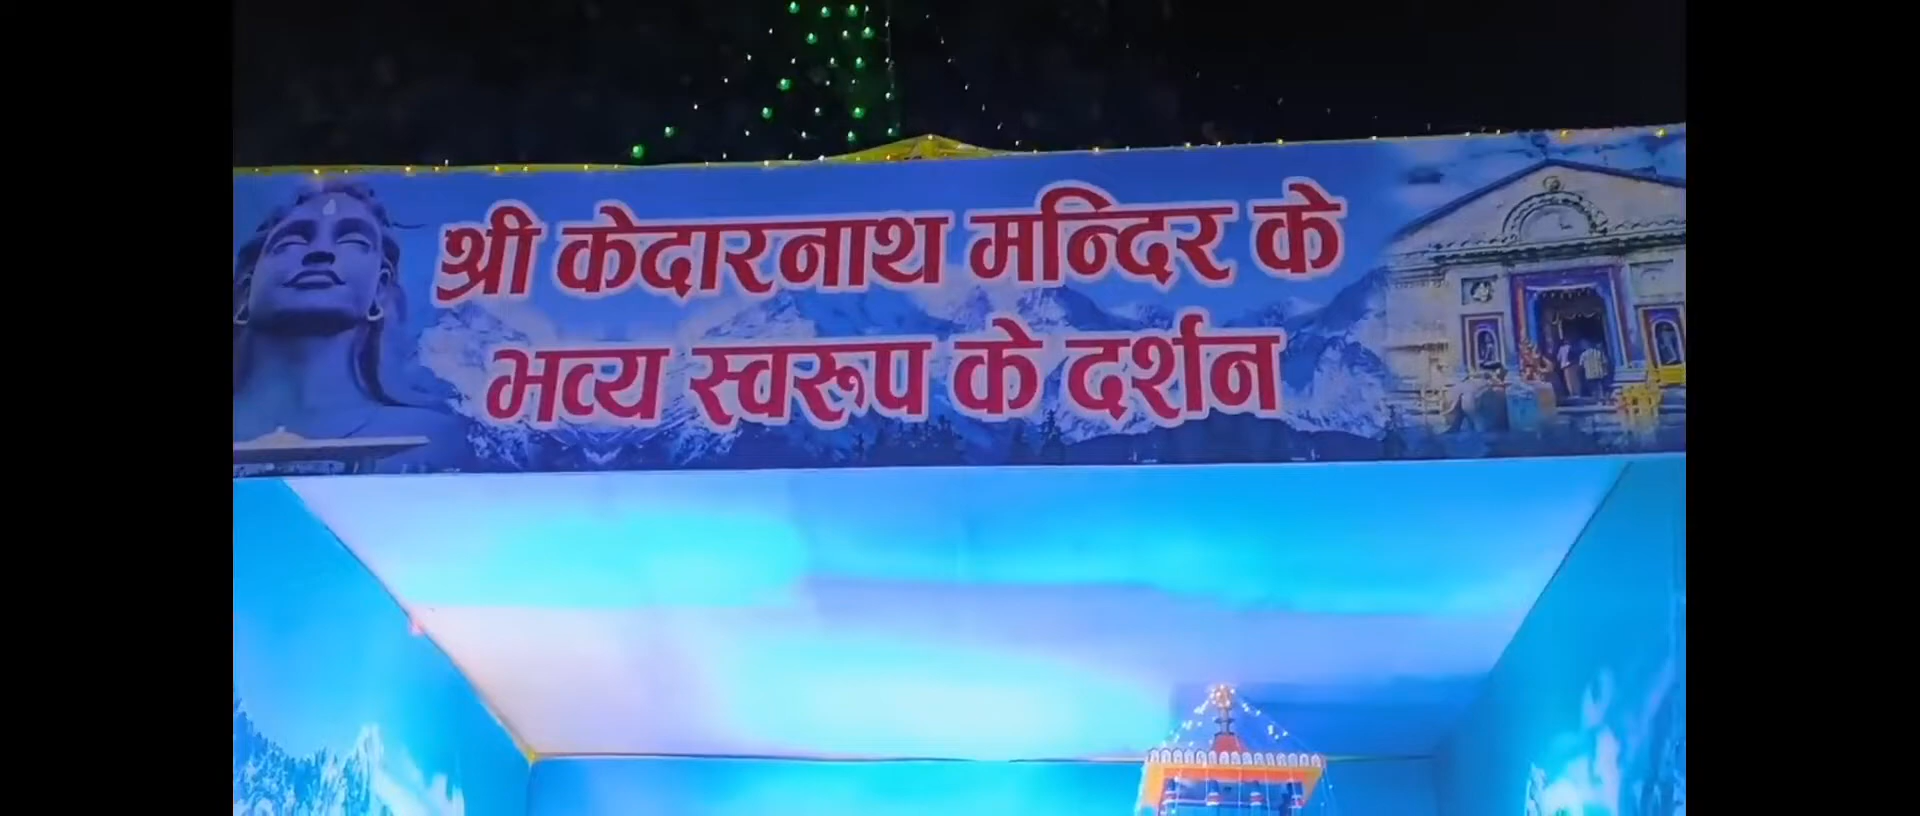 श्री केदारनाथ मन्दिर के
भव्य स्वरूप के दर्शन